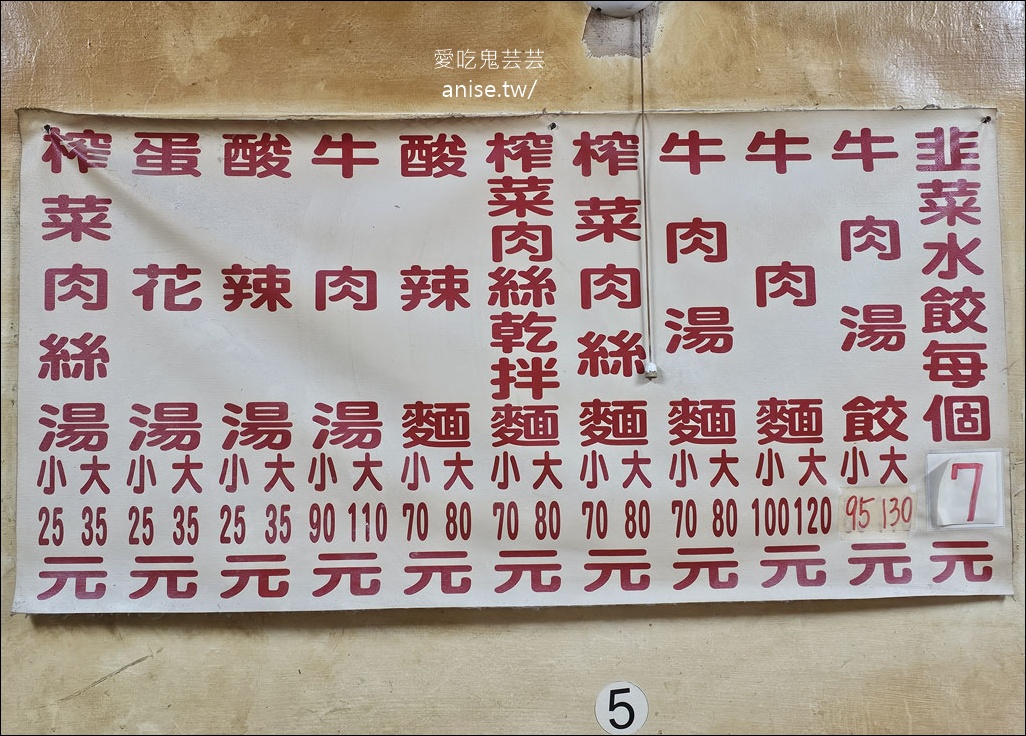 愛吃鬼芸芸
anise.tw/
韭菜水餃每個 7 元
牛肉湯餃 小 95 大 130 元
牛肉麵 小 100 大 120 元
牛肉湯麵 小 70 大 80 元
榨菜肉絲麵 小 70 大 80 元
榨菜肉絲乾拌麵 小 70 大 80 元
酸辣麵 小 70 大 80 元
牛肉湯 小 90 大 110 元
酸辣湯 小 25 大 35 元
蛋花湯 小 25 大 35 元
榨菜肉絲湯 小 25 大 35 元
5